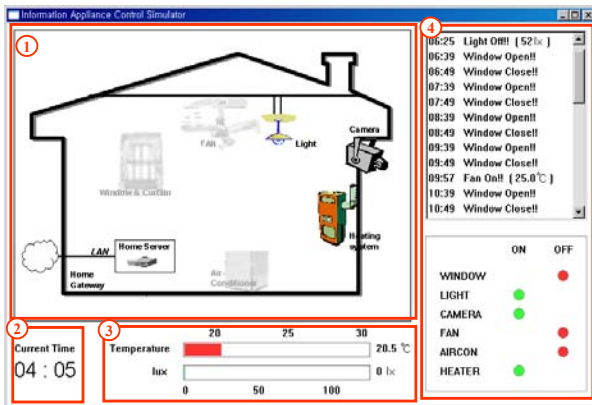 Information Appliance Control Simulator
1
FAN
Light
Camera
Window & Curtain
Heating
system
LAN
Home Server
Home
Gateway
Air-
Conditioner
2
Current Time
04 : 05
3
20 25 30
Temperature 20.5 ℃
lux 0 lx
0 50 100
4
06:25 Light Off!! ( 52 lx )
06:39 Window Open!!
06:49 Window Close!!
07:39 Window Open!!
07:49 Window Close!!
08:39 Window Open!!
08:49 Window Close!!
09:39 Window Open!!
09:49 Window Close!!
09:57 Fan On!! ( 25.0℃ )
10:39 Window Open!!
10:49 Window Close!!
ON OFF
WINDOW
LIGHT
CAMERA
FAN
AIRCON
HEATER